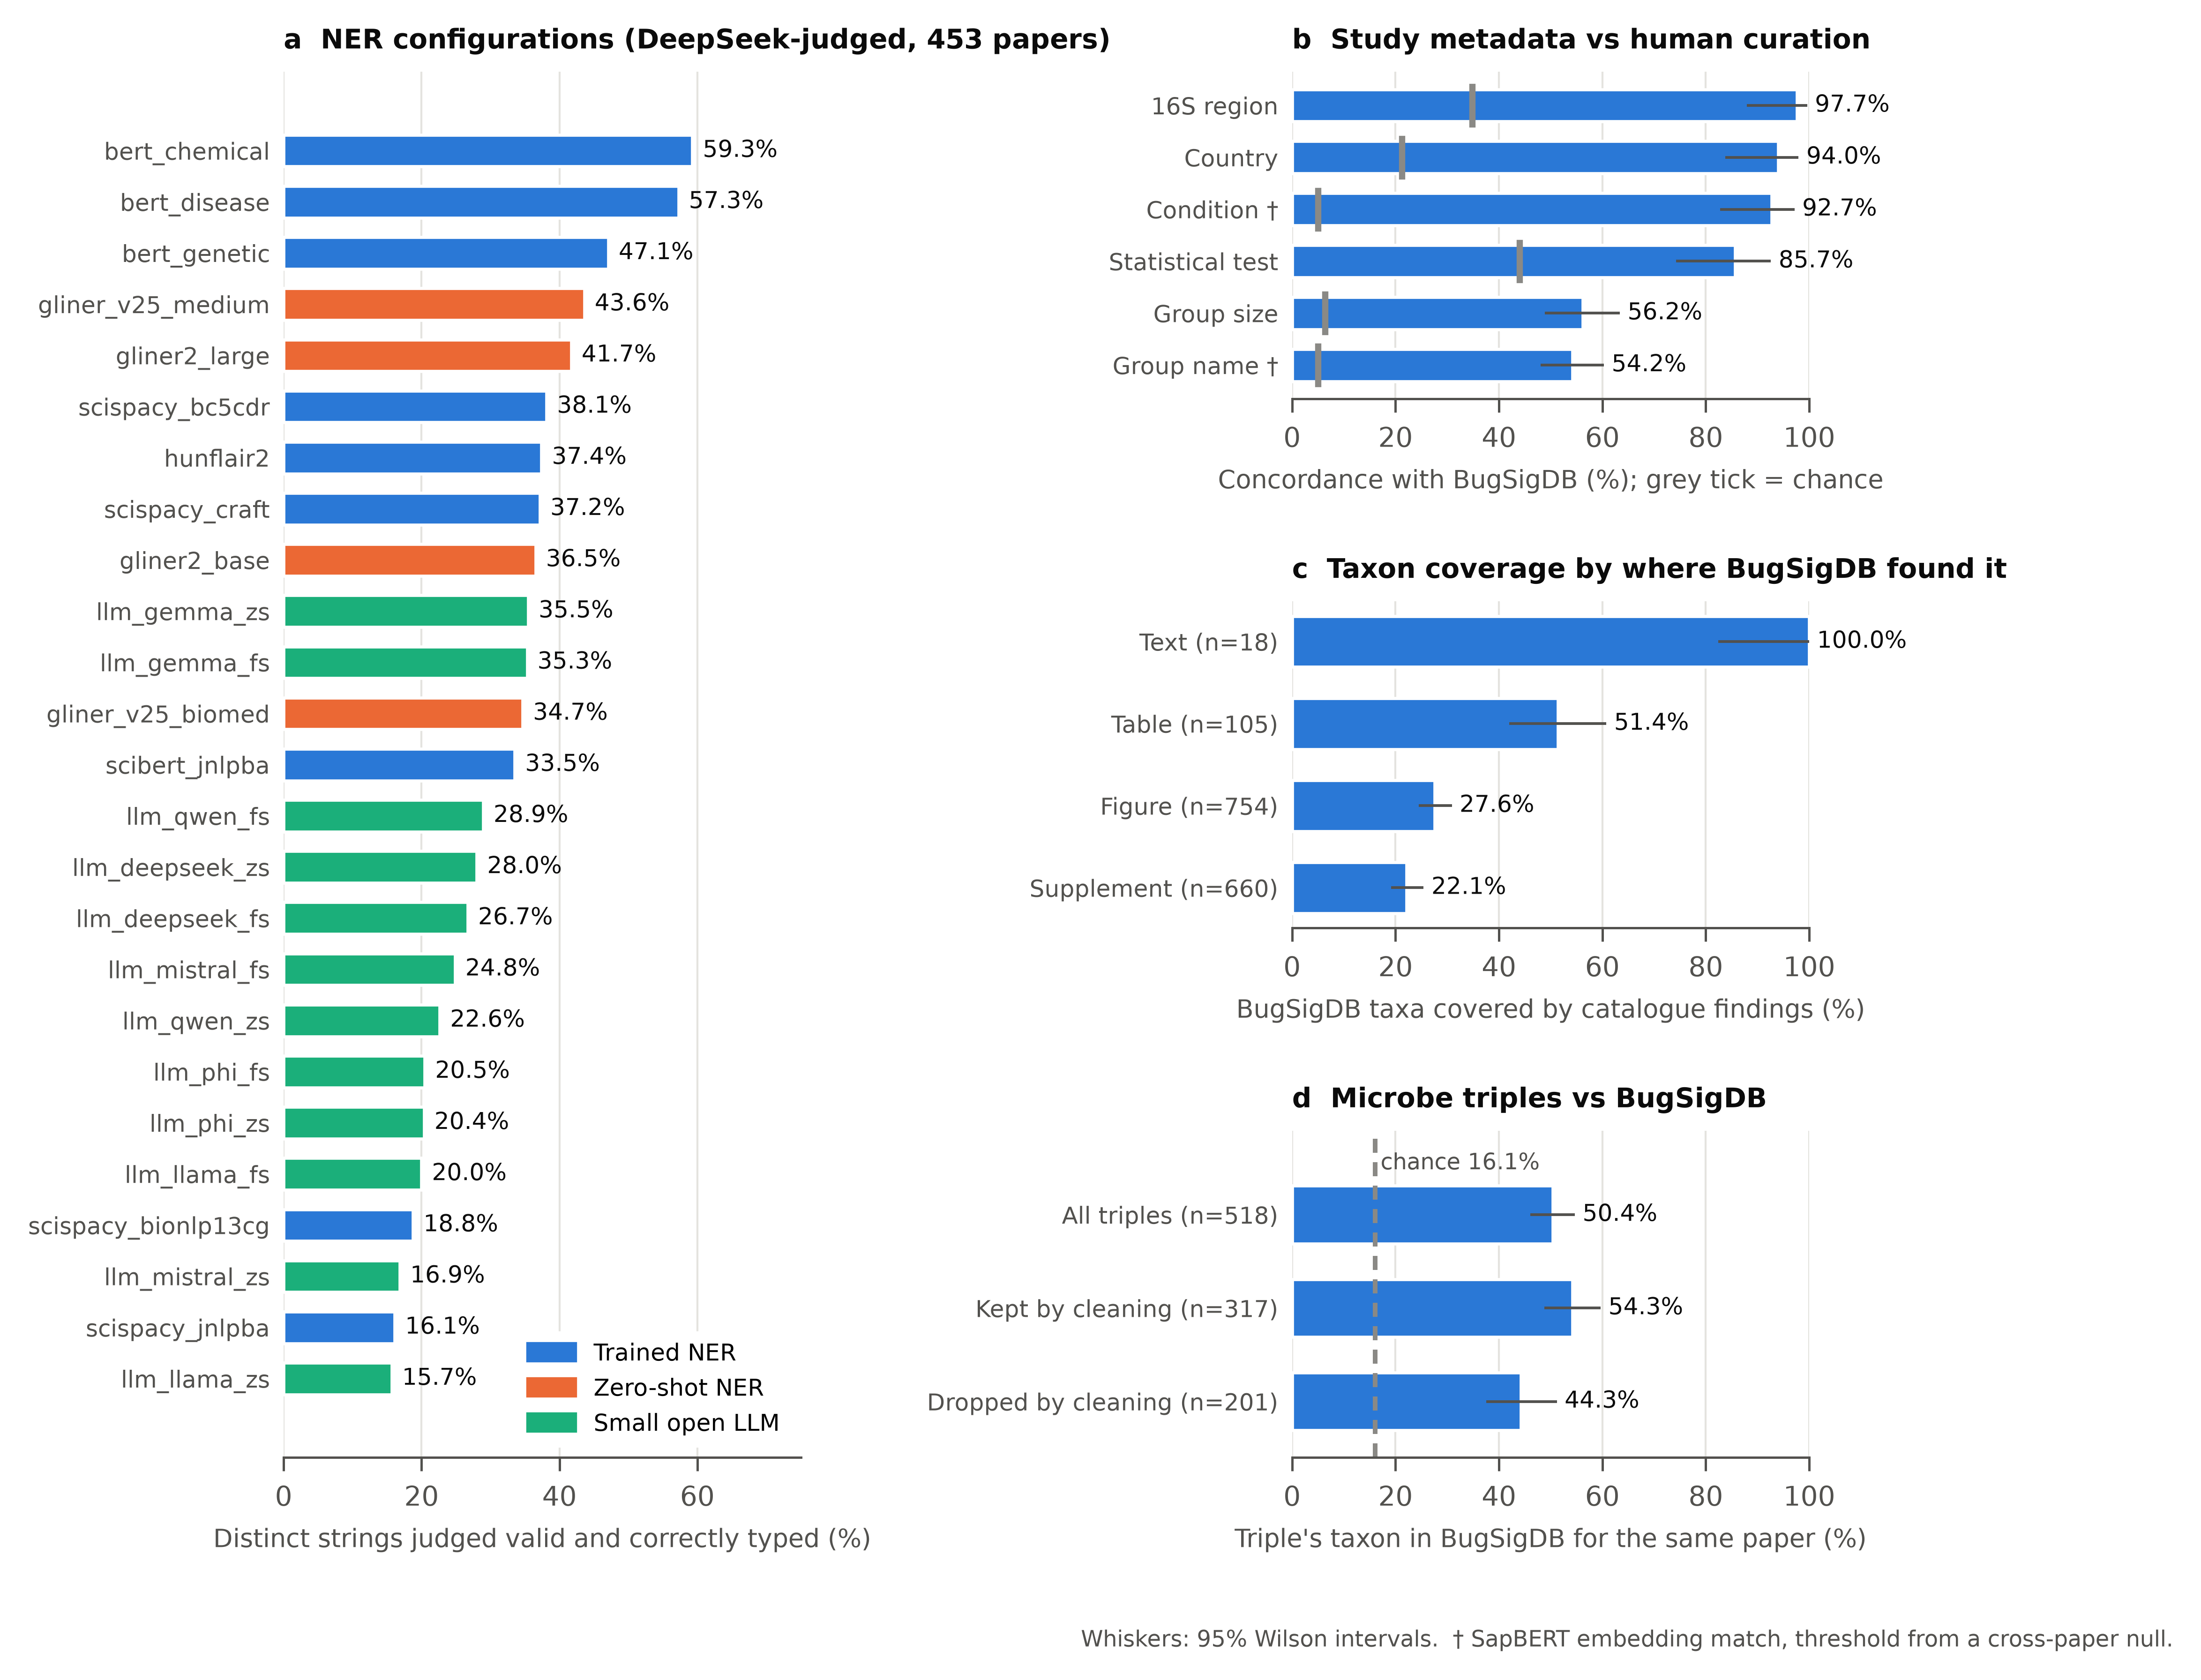 a NER configurations (DeepSeek-judged, 453 papers)
bert_chemical 59.3%
bert_disease 57.3%
bert_genetic 47.1%
gliner_v25_medium 43.6%
gliner2_large 41.7%
scispacy_bc5cdr 38.1%
hunflair2 37.4%
scispacy_craft 37.2%
gliner2_base 36.5%
llm_gemma_zs 35.5%
llm_gemma_fs 35.3%
gliner_v25_biomed 34.7%
scibert_jnlpba 33.5%
llm_qwen_fs 28.9%
llm_deepseek_zs 28.0%
llm_deepseek_fs 26.7%
llm_mistral_fs 24.8%
llm_qwen_zs 22.6%
llm_phi_fs 20.5%
llm_phi_zs 20.4%
llm_llama_fs 20.0%
scispacy_bionlp13cg 18.8%
llm_mistral_zs 16.9%
scispacy_jnlpba 16.1%
llm_llama_zs 15.7%
Trained NER
Zero-shot NER
Small open LLM
0 20 40 60
Distinct strings judged valid and correctly typed (%)
b Study metadata vs human curation
16S region 97.7%
Country 94.0%
Condition † 92.7%
Statistical test 85.7%
Group size 56.2%
Group name † 54.2%
0 20 40 60 80 100
Concordance with BugSigDB (%); grey tick = chance
c Taxon coverage by where BugSigDB found it
Text (n=18) 100.0%
Table (n=105) 51.4%
Figure (n=754) 27.6%
Supplement (n=660) 22.1%
0 20 40 60 80 100
BugSigDB taxa covered by catalogue findings (%)
d Microbe triples vs BugSigDB
chance 16.1%
All triples (n=518) 50.4%
Kept by cleaning (n=317) 54.3%
Dropped by cleaning (n=201) 44.3%
0 20 40 60 80 100
Triple's taxon in BugSigDB for the same paper (%)
Whiskers: 95% Wilson intervals. † SapBERT embedding match, threshold from a cross-paper null.